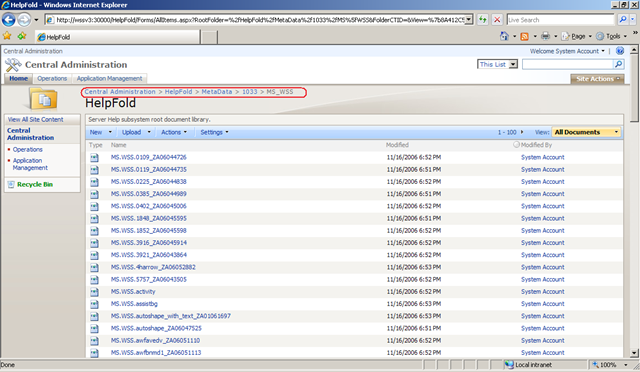 HelpFold - Windows Internet Explorer
http://wssv3:30000/HelpFold/Forms/AllItems.aspx?RootFolder=%2fHelpFold%2fMetaData%2f1033%2fMS%5fWSS&FolderCTID=&View=%7b8A412C5
Live Search
HelpFold
Page
Tools
Central Administration
Welcome System Account
Central Administration
This List
Home
Operations
Application Management
Site Actions
Central Administration > HelpFold > MetaData > 1033 > MS_WSS
HelpFold
View All Site Content
Central Administration
Operations
Application Management
Recycle Bin
Server Help subsystem root document library.
New
Upload
Actions
Settings
1 - 100
View:
All Documents
Type
Name
Modified
Modified By
MS.WSS.0109_ZA06044726
11/16/2006 6:52 PM
System Account
MS.WSS.0119_ZA06044735
11/16/2006 6:51 PM
System Account
MS.WSS.0225_ZA06044838
11/16/2006 6:52 PM
System Account
MS.WSS.0385_ZA06044989
11/16/2006 6:51 PM
System Account
MS.WSS.0402_ZA06045006
11/16/2006 6:52 PM
System Account
MS.WSS.1848_ZA06045595
11/16/2006 6:51 PM
System Account
MS.WSS.1852_ZA06045598
11/16/2006 6:52 PM
System Account
MS.WSS.3916_ZA06045914
11/16/2006 6:52 PM
System Account
MS.WSS.3921_ZA06043864
11/16/2006 6:52 PM
System Account
MS.WSS.4harrow_ZA06052882
11/16/2006 6:53 PM
System Account
MS.WSS.5757_ZA06043505
11/16/2006 6:52 PM
System Account
MS.WSS.activity
11/16/2006 6:52 PM
System Account
MS.WSS.assistbg
11/16/2006 6:53 PM
System Account
MS.WSS.autoshape_with_text_ZA01061697
11/16/2006 6:53 PM
System Account
MS.WSS.autoshape_ZA06047525
11/16/2006 6:52 PM
System Account
MS.WSS.awfavedv_ZA06051110
11/16/2006 6:52 PM
System Account
MS.WSS.awfbnmd1_ZA06051113
11/16/2006 6:52 PM
System Account
Done
Local intranet
100%